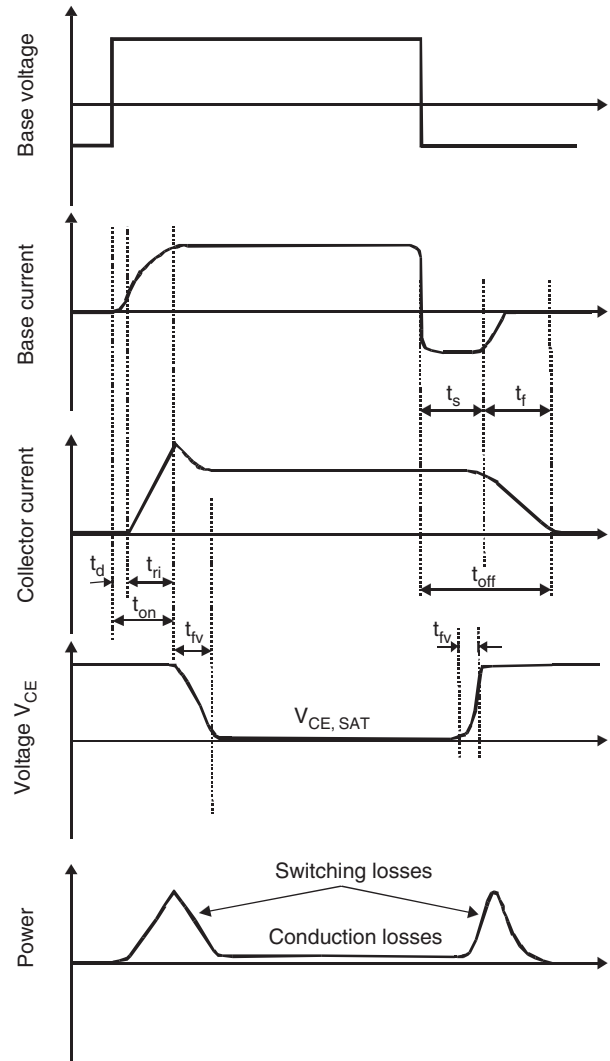 Base voltage
Base current
t_s
t_f
Collector current
t_d
t_ri
t_on
t_off
t_fv
t_fv
Voltage V_CE
V_CE, SAT
Switching losses
Conduction losses
Power